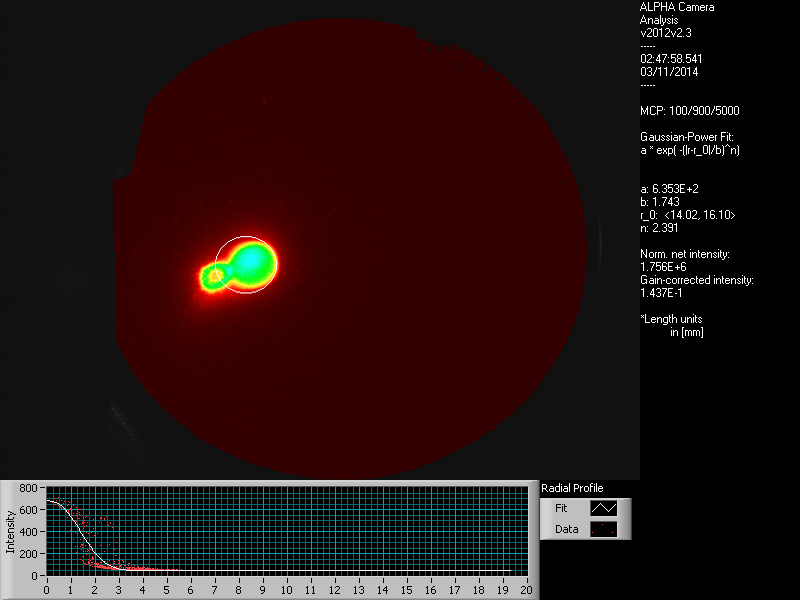 ALPHA Camera
Analysis
v2012v2.3
-----
02:47:58.541
03/11/2014
-----
MCP: 100/900/5000
Gaussian-Power Fit:
a * exp( -(|r-r_0|/b)^n)
a: 6.353E+2
b: 1.743
r_0: <14.02, 16.10>
n: 2.391
Norm. net intensity:
1.756E+6
Gain-corrected intensity:
1.437E-1
*Length units
in [mm]
Radial Profile
Fit
Data
Intensity
800
600
400
200
0
0 1 2 3 4 5 6 7 8 9 10 11 12 13 14 15 16 17 18 19 20